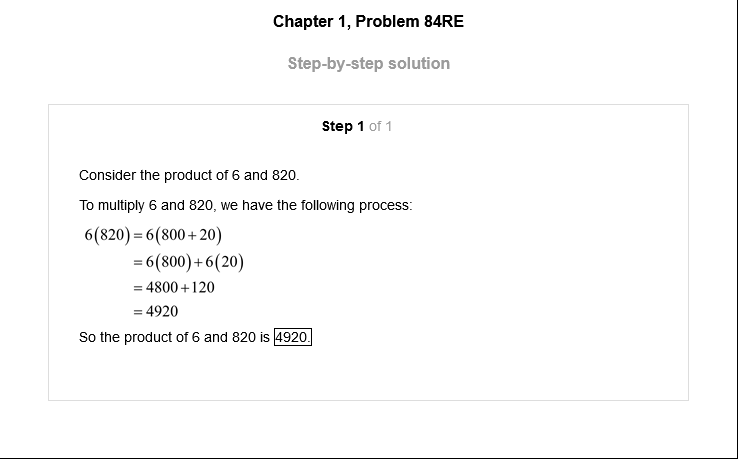 Chapter 1, Problem 84RE
Step-by-step solution
Step 1 of 1
Consider the product of 6 and 820.
To multiply 6 and 820, we have the following process:
6(820) = 6(800 + 20)
= 6(800) + 6(20)
= 4800 + 120
= 4920
So the product of 6 and 820 is 4920.